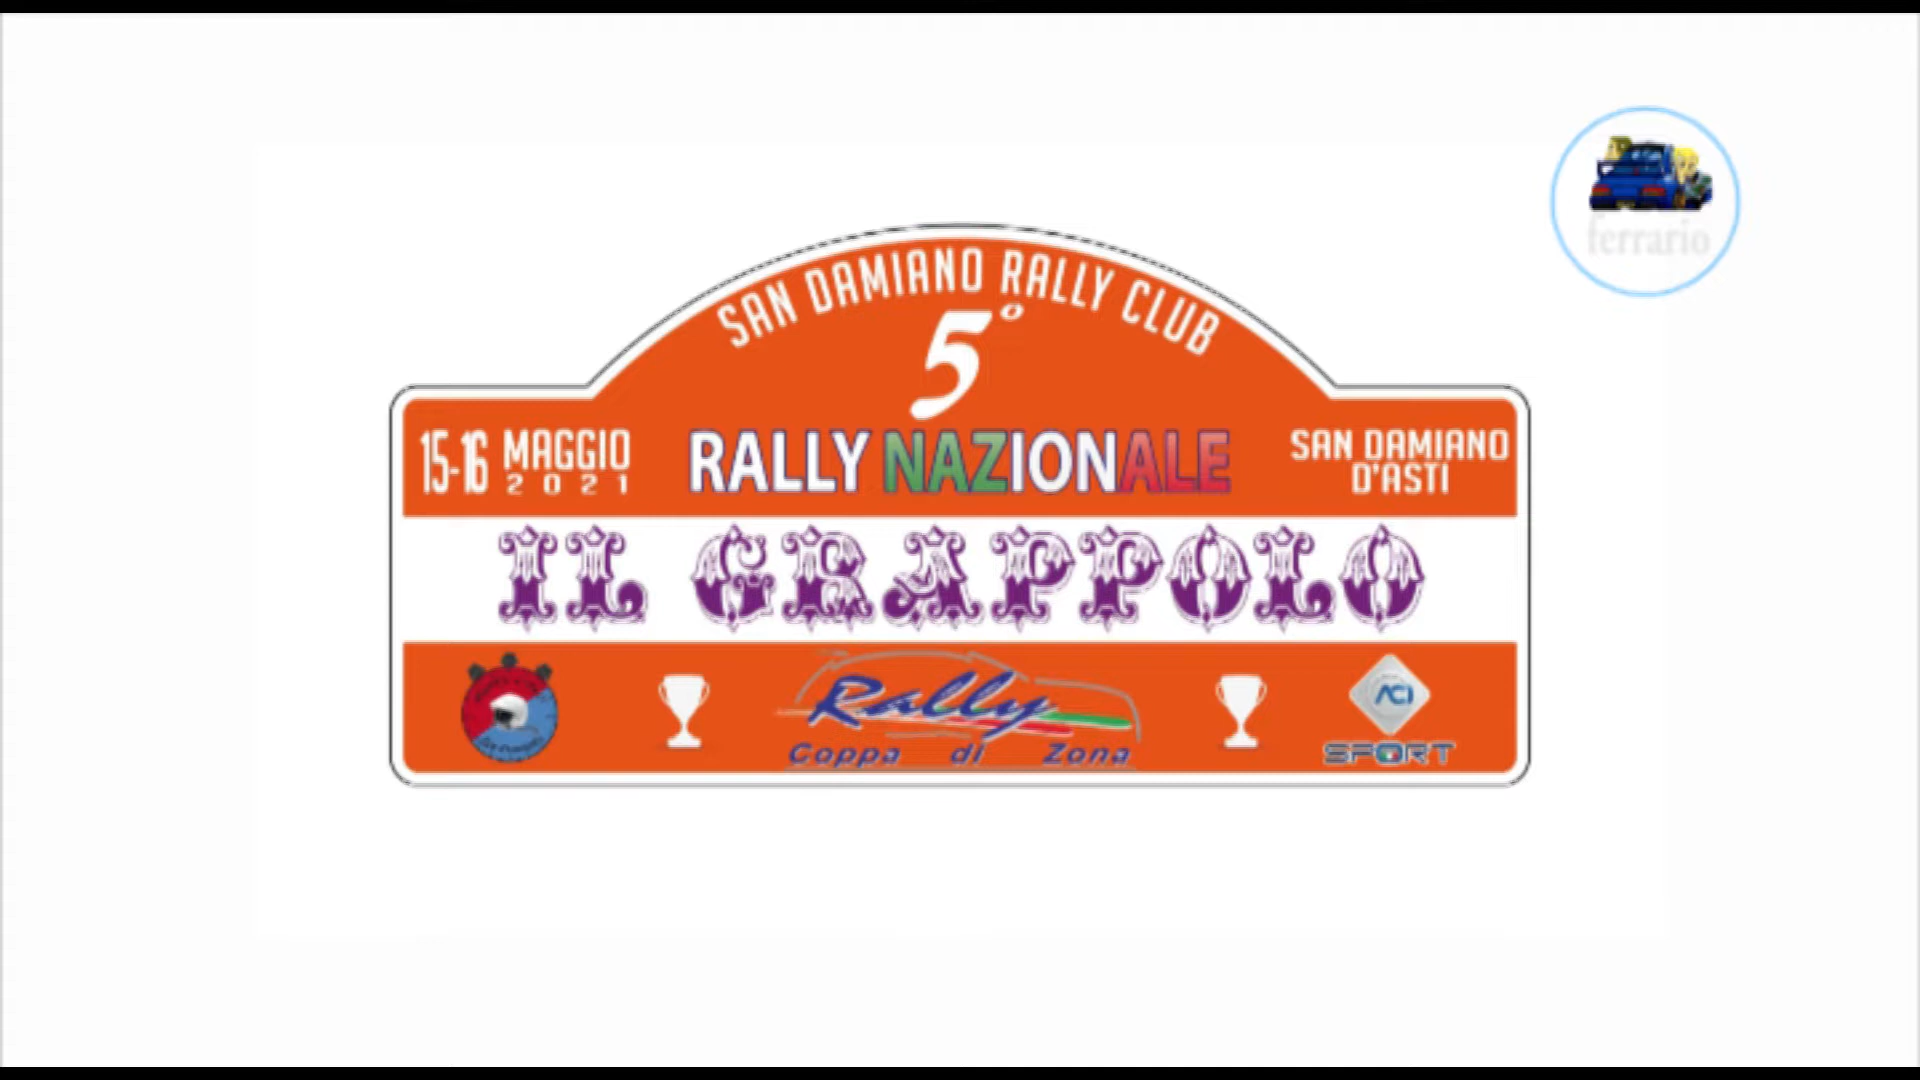 ferrario
SAN DAMIANO RALLY CLUB
5°
15-16 MAGGIO
2021
RALLY NAZIONALE
SAN DAMIANO
D'ASTI
IL GRAPPOLO
Rally
Coppa di Zona
ACI
SPORT